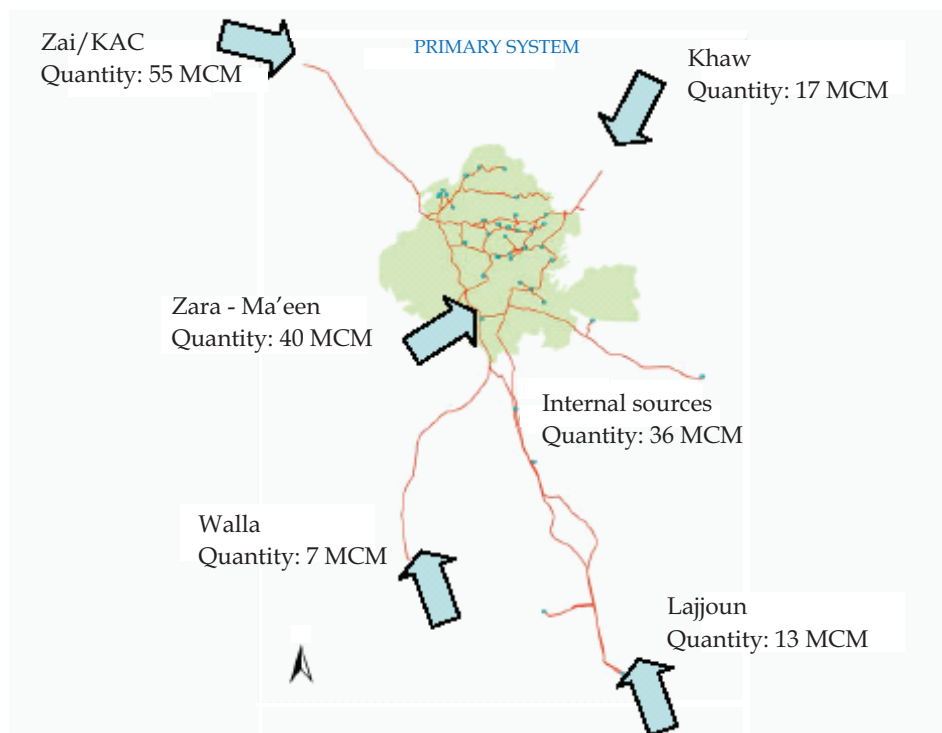 Zai/KAC
Quantity: 55 MCM
PRIMARY SYSTEM
Khaw
Quantity: 17 MCM
Zara - Ma’een
Quantity: 40 MCM
Internal sources
Quantity: 36 MCM
Walla
Quantity: 7 MCM
Lajjoun
Quantity: 13 MCM